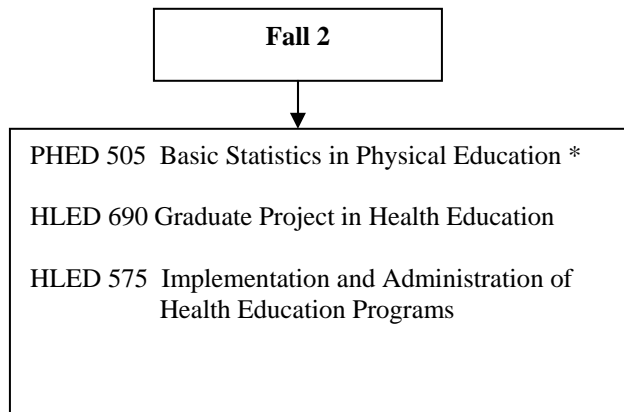 Fall 2
PHED 505 Basic Statistics in Physical Education *
HLED 690 Graduate Project in Health Education
HLED 575 Implementation and Administration of
Health Education Programs